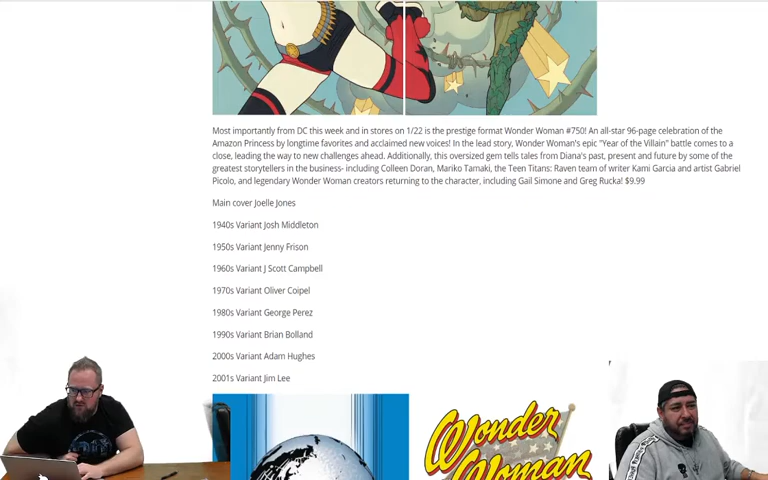 Most importantly from DC this week and in stores on 1/22 is the prestige format Wonder Woman #750! An all-star 96-page celebration of the
Amazon Princess by longtime favorites and acclaimed new voices! In the lead story, Wonder Woman's epic "Year of the Villain" battle comes to a
close, leading the way to new challenges ahead. Additionally, this oversized gem tells tales from Diana's past, present and future by some of the
greatest storytellers in the business- including Colleen Doran, Mariko Tamaki, the Teen Titans: Raven team of writer Kami Garcia and artist Gabriel
Picolo, and legendary Wonder Woman creators returning to the character, including Gail Simone and Greg Rucka! $9.99
Main cover Joelle Jones
1940s Variant Josh Middleton
1950s Variant Jenny Frison
1960s Variant J Scott Campbell
1970s Variant Oliver Coipel
1980s Variant George Perez
1990s Variant Brian Bolland
2000s Variant Adam Hughes
2001s Variant Jim Lee
Wonder
Woman